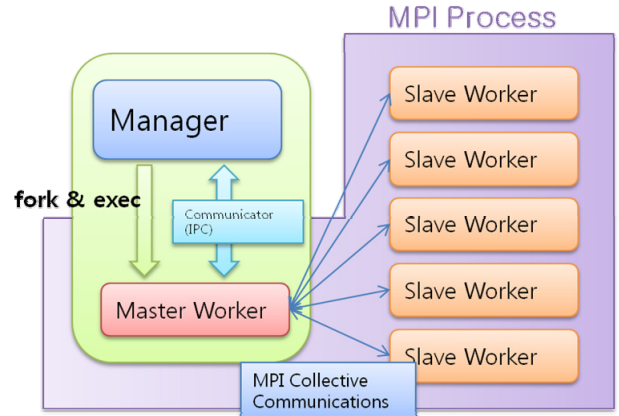 MPI Process
Manager
fork & exec
Communicator
(IPC)
Master Worker
Slave Worker
Slave Worker
Slave Worker
Slave Worker
Slave Worker
MPI Collective
Communications